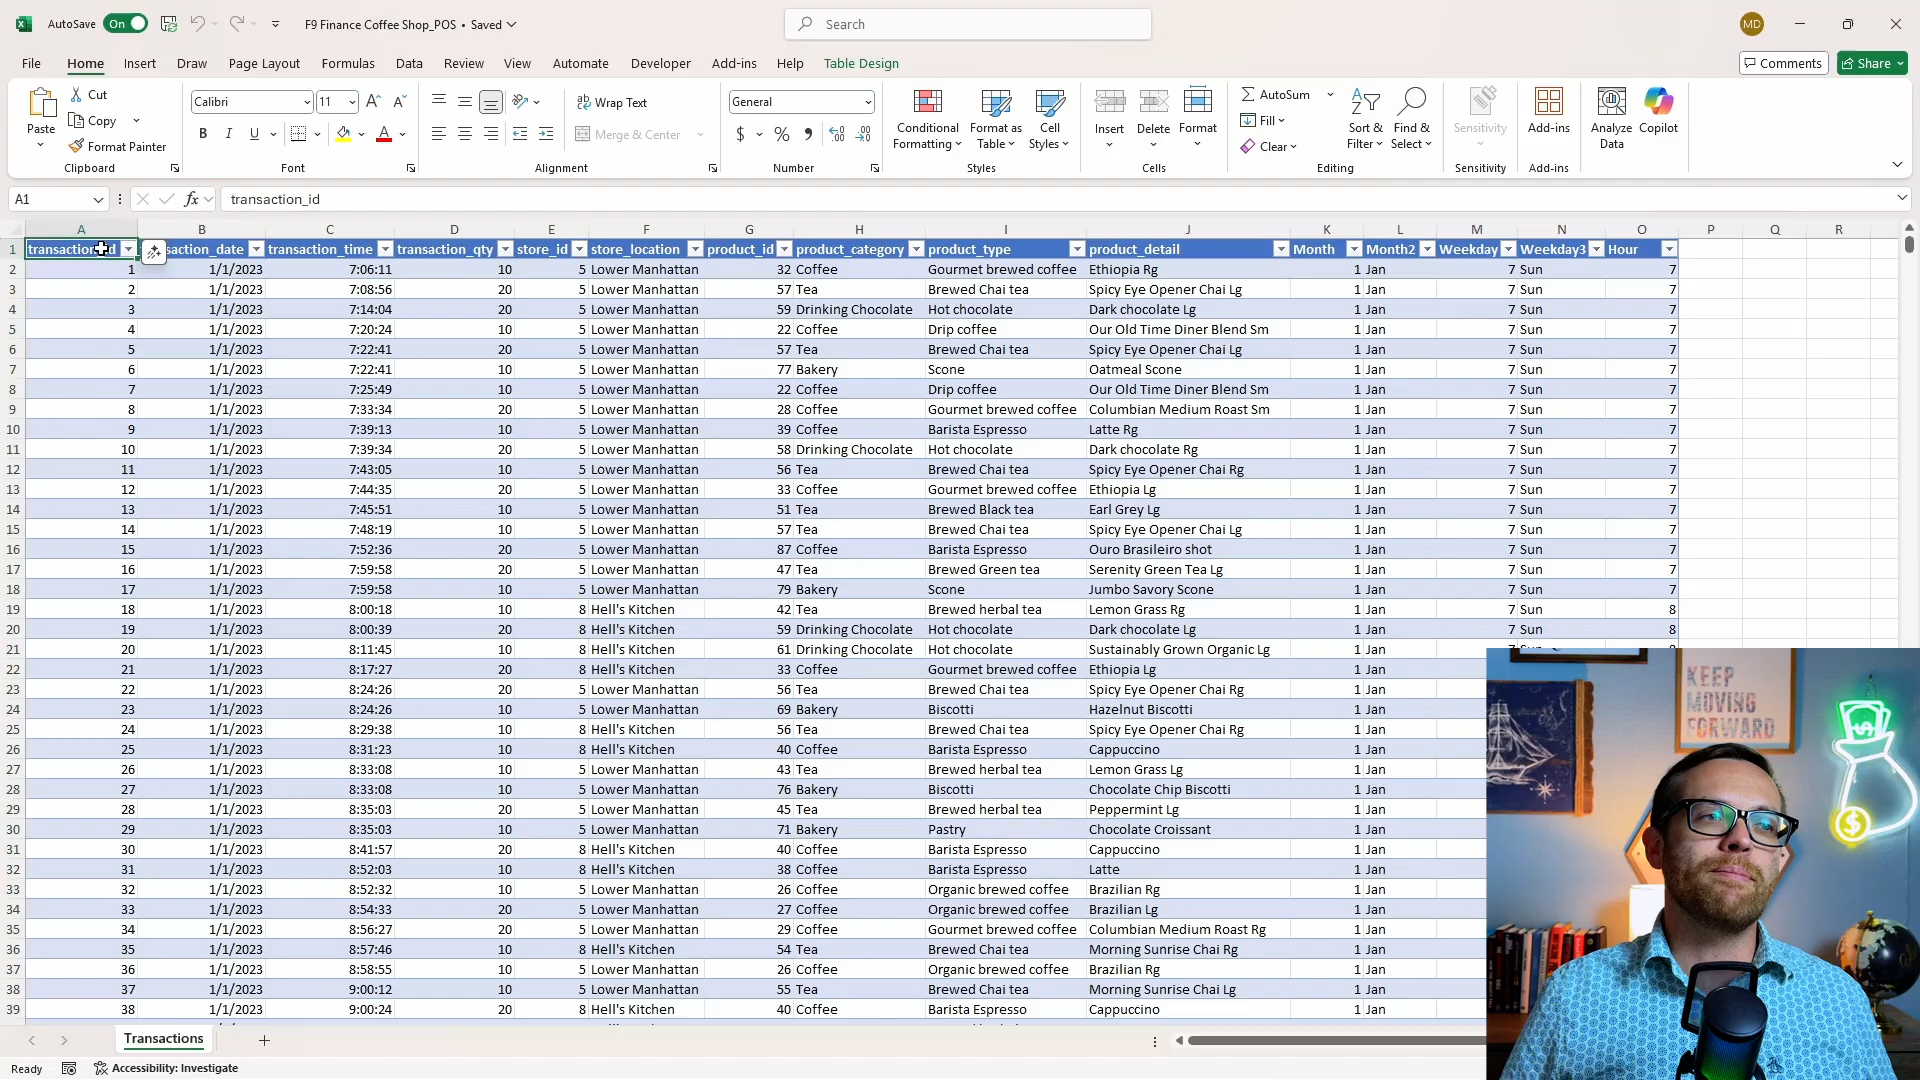 AutoSave On F9 Finance Coffee Shop_POS • Saved Search MD
File Home Insert Draw Page Layout Formulas Data Review View Automate Developer Add-ins Help Table Design Comments Share
Paste Cut Copy Format Painter Clipboard
Calibri 11 B I U A Font
Wrap Text Merge & Center Alignment
General $ % Number
Conditional Formatting Format as Table Cell Styles Styles
Insert Delete Format Cells
AutoSum Fill Clear Sort & Filter Find & Select Editing
Sensitivity Sensitivity
Add-ins Add-ins
Analyze Data Copilot
A1 fx transaction_id
A B C D E F G H I J K L M N O P Q R
1 transaction_id transaction_date transaction_time transaction_qty store_id store_location product_id product_category product_type product_detail Month Month2 Weekday Weekday3 Hour
2 1 1/1/2023 7:06:11 10 5 Lower Manhattan 32 Coffee Gourmet brewed coffee Ethiopia Rg 1 Jan 7 Sun 7
3 2 1/1/2023 7:08:56 20 5 Lower Manhattan 57 Tea Brewed Chai tea Spicy Eye Opener Chai Lg 1 Jan 7 Sun 7
4 3 1/1/2023 7:14:04 20 5 Lower Manhattan 59 Drinking Chocolate Hot chocolate Dark chocolate Lg 1 Jan 7 Sun 7
5 4 1/1/2023 7:20:24 10 5 Lower Manhattan 22 Coffee Drip coffee Our Old Time Diner Blend Sm 1 Jan 7 Sun 7
6 5 1/1/2023 7:22:41 20 5 Lower Manhattan 57 Tea Brewed Chai tea Spicy Eye Opener Chai Lg 1 Jan 7 Sun 7
7 6 1/1/2023 7:22:41 10 5 Lower Manhattan 77 Bakery Scone Oatmeal Scone 1 Jan 7 Sun 7
8 7 1/1/2023 7:25:49 10 5 Lower Manhattan 22 Coffee Drip coffee Our Old Time Diner Blend Sm 1 Jan 7 Sun 7
9 8 1/1/2023 7:33:34 20 5 Lower Manhattan 28 Coffee Gourmet brewed coffee Columbian Medium Roast Sm 1 Jan 7 Sun 7
10 9 1/1/2023 7:39:13 10 5 Lower Manhattan 39 Coffee Barista Espresso Latte Rg 1 Jan 7 Sun 7
11 10 1/1/2023 7:39:34 20 5 Lower Manhattan 58 Drinking Chocolate Hot chocolate Dark chocolate Rg 1 Jan 7 Sun 7
12 11 1/1/2023 7:43:05 10 5 Lower Manhattan 56 Tea Brewed Chai tea Spicy Eye Opener Chai Rg 1 Jan 7 Sun 7
13 12 1/1/2023 7:44:35 20 5 Lower Manhattan 33 Coffee Gourmet brewed coffee Ethiopia Lg 1 Jan 7 Sun 7
14 13 1/1/2023 7:45:51 10 5 Lower Manhattan 51 Tea Brewed Black tea Earl Grey Lg 1 Jan 7 Sun 7
15 14 1/1/2023 7:48:19 10 5 Lower Manhattan 57 Tea Brewed Chai tea Spicy Eye Opener Chai Lg 1 Jan 7 Sun 7
16 15 1/1/2023 7:52:36 20 5 Lower Manhattan 87 Coffee Barista Espresso Ouro Brasileiro shot 1 Jan 7 Sun 7
17 16 1/1/2023 7:59:58 20 5 Lower Manhattan 47 Tea Brewed Green tea Serenity Green Tea Lg 1 Jan 7 Sun 7
18 17 1/1/2023 7:59:58 10 5 Lower Manhattan 79 Bakery Scone Jumbo Savory Scone 1 Jan 7 Sun 7
19 18 1/1/2023 8:00:18 10 8 Hell's Kitchen 42 Tea Brewed herbal tea Lemon Grass Rg 1 Jan 7 Sun 8
20 19 1/1/2023 8:00:39 20 8 Hell's Kitchen 59 Drinking Chocolate Hot chocolate Dark chocolate Lg 1 Jan 7 Sun 8
21 20 1/1/2023 8:11:45 10 8 Hell's Kitchen 61 Drinking Chocolate Hot chocolate Sustainably Grown Organic Lg 1 Jan
22 21 1/1/2023 8:17:27 20 8 Hell's Kitchen 33 Coffee Gourmet brewed coffee Ethiopia Lg 1 Jan
23 22 1/1/2023 8:24:26 20 5 Lower Manhattan 56 Tea Brewed Chai tea Spicy Eye Opener Chai Rg 1 Jan
24 23 1/1/2023 8:24:26 20 5 Lower Manhattan 69 Bakery Biscotti Hazelnut Biscotti 1 Jan
25 24 1/1/2023 8:29:38 10 8 Hell's Kitchen 56 Tea Brewed Chai tea Spicy Eye Opener Chai Rg 1 Jan
26 25 1/1/2023 8:31:23 10 8 Hell's Kitchen 40 Coffee Barista Espresso Cappuccino 1 Jan
27 26 1/1/2023 8:33:08 10 5 Lower Manhattan 43 Tea Brewed herbal tea Lemon Grass Lg 1 Jan
28 27 1/1/2023 8:33:08 10 5 Lower Manhattan 76 Bakery Biscotti Chocolate Chip Biscotti 1 Jan
29 28 1/1/2023 8:35:03 20 5 Lower Manhattan 45 Tea Brewed herbal tea Peppermint Lg 1 Jan
30 29 1/1/2023 8:35:03 10 5 Lower Manhattan 71 Bakery Pastry Chocolate Croissant 1 Jan
31 30 1/1/2023 8:41:57 20 8 Hell's Kitchen 40 Coffee Barista Espresso Cappuccino 1 Jan
32 31 1/1/2023 8:52:03 10 8 Hell's Kitchen 38 Coffee Barista Espresso Latte 1 Jan
33 32 1/1/2023 8:52:32 10 5 Lower Manhattan 26 Coffee Organic brewed coffee Brazilian Rg 1 Jan
34 33 1/1/2023 8:54:33 20 5 Lower Manhattan 27 Coffee Organic brewed coffee Brazilian Lg 1 Jan
35 34 1/1/2023 8:56:27 20 5 Lower Manhattan 29 Coffee Gourmet brewed coffee Columbian Medium Roast Rg 1 Jan
36 35 1/1/2023 8:57:46 10 8 Hell's Kitchen 54 Tea Brewed Chai tea Morning Sunrise Chai Rg 1 Jan
37 36 1/1/2023 8:58:55 10 5 Lower Manhattan 26 Coffee Organic brewed coffee Brazilian Rg 1 Jan
38 37 1/1/2023 9:00:12 10 5 Lower Manhattan 55 Tea Brewed Chai tea Morning Sunrise Chai Lg 1 Jan
39 38 1/1/2023 9:00:24 20 8 Hell's Kitchen 40 Coffee Barista Espresso Cappuccino 1 Jan
KEEP
MOVING
FORWARD
$
$
Transactions
Ready Accessibility: Investigate